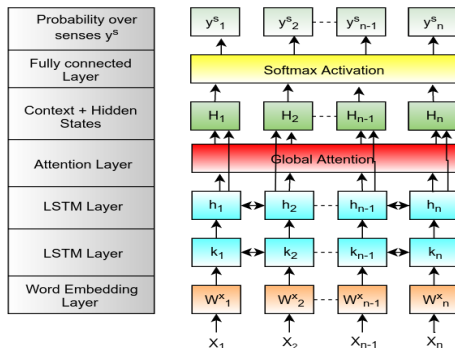 Probability over
senses y^s
Fully connected
Layer
Context + Hidden
States
Attention Layer
LSTM Layer
LSTM Layer
Word Embedding
Layer
y^s_1 y^s_2 y^s_n-1 y^s_n
Softmax Activation
H_1 H_2 H_n-1 H_n
Global Attention
h_1 h_2 h_n-1 h_n
k_1 k_2 k_n-1 k_n
W^x_1 W^x_2 W^x_n-1 W^x_n
X_1 X_2 X_n-1 X_n